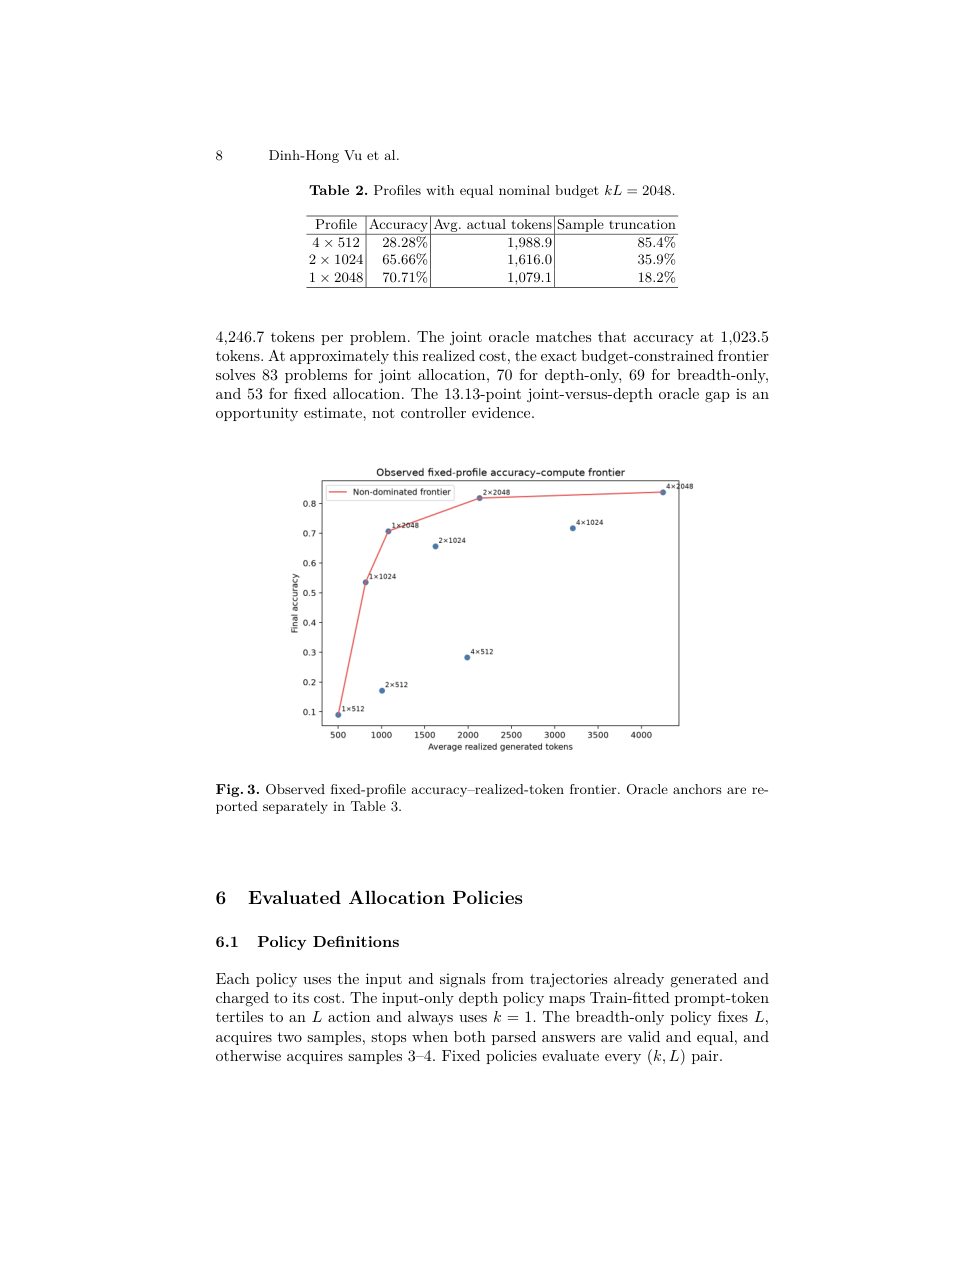 8 Dinh-Hong Vu et al.
Table 2. Profiles with equal nominal budget kL = 2048.
Profile Accuracy Avg. actual tokens Sample truncation
4 × 512 28.28% 1,988.9 85.4%
2 × 1024 65.66% 1,616.0 35.9%
1 × 2048 70.71% 1,079.1 18.2%
4,246.7 tokens per problem. The joint oracle matches that accuracy at 1,023.5
tokens. At approximately this realized cost, the exact budget-constrained frontier
solves 83 problems for joint allocation, 70 for depth-only, 69 for breadth-only,
and 53 for fixed allocation. The 13.13-point joint-versus-depth oracle gap is an
opportunity estimate, not controller evidence.
Observed fixed-profile accuracy–compute frontier
Non-dominated frontier
4×2048
2×2048
1×2048
4×1024
2×1024
1×1024
4×512
2×512
1×512
Final accuracy
0.8
0.7
0.6
0.5
0.4
0.3
0.2
0.1
500 1000 1500 2000 2500 3000 3500 4000
Average realized generated tokens
Fig. 3. Observed fixed-profile accuracy–realized-token frontier. Oracle anchors are re-
ported separately in Table 3.
6 Evaluated Allocation Policies
6.1 Policy Definitions
Each policy uses the input and signals from trajectories already generated and
charged to its cost. The input-only depth policy maps Train-fitted prompt-token
tertiles to an L action and always uses k = 1. The breadth-only policy fixes L,
acquires two samples, stops when both parsed answers are valid and equal, and
otherwise acquires samples 3–4. Fixed policies evaluate every (k, L) pair.